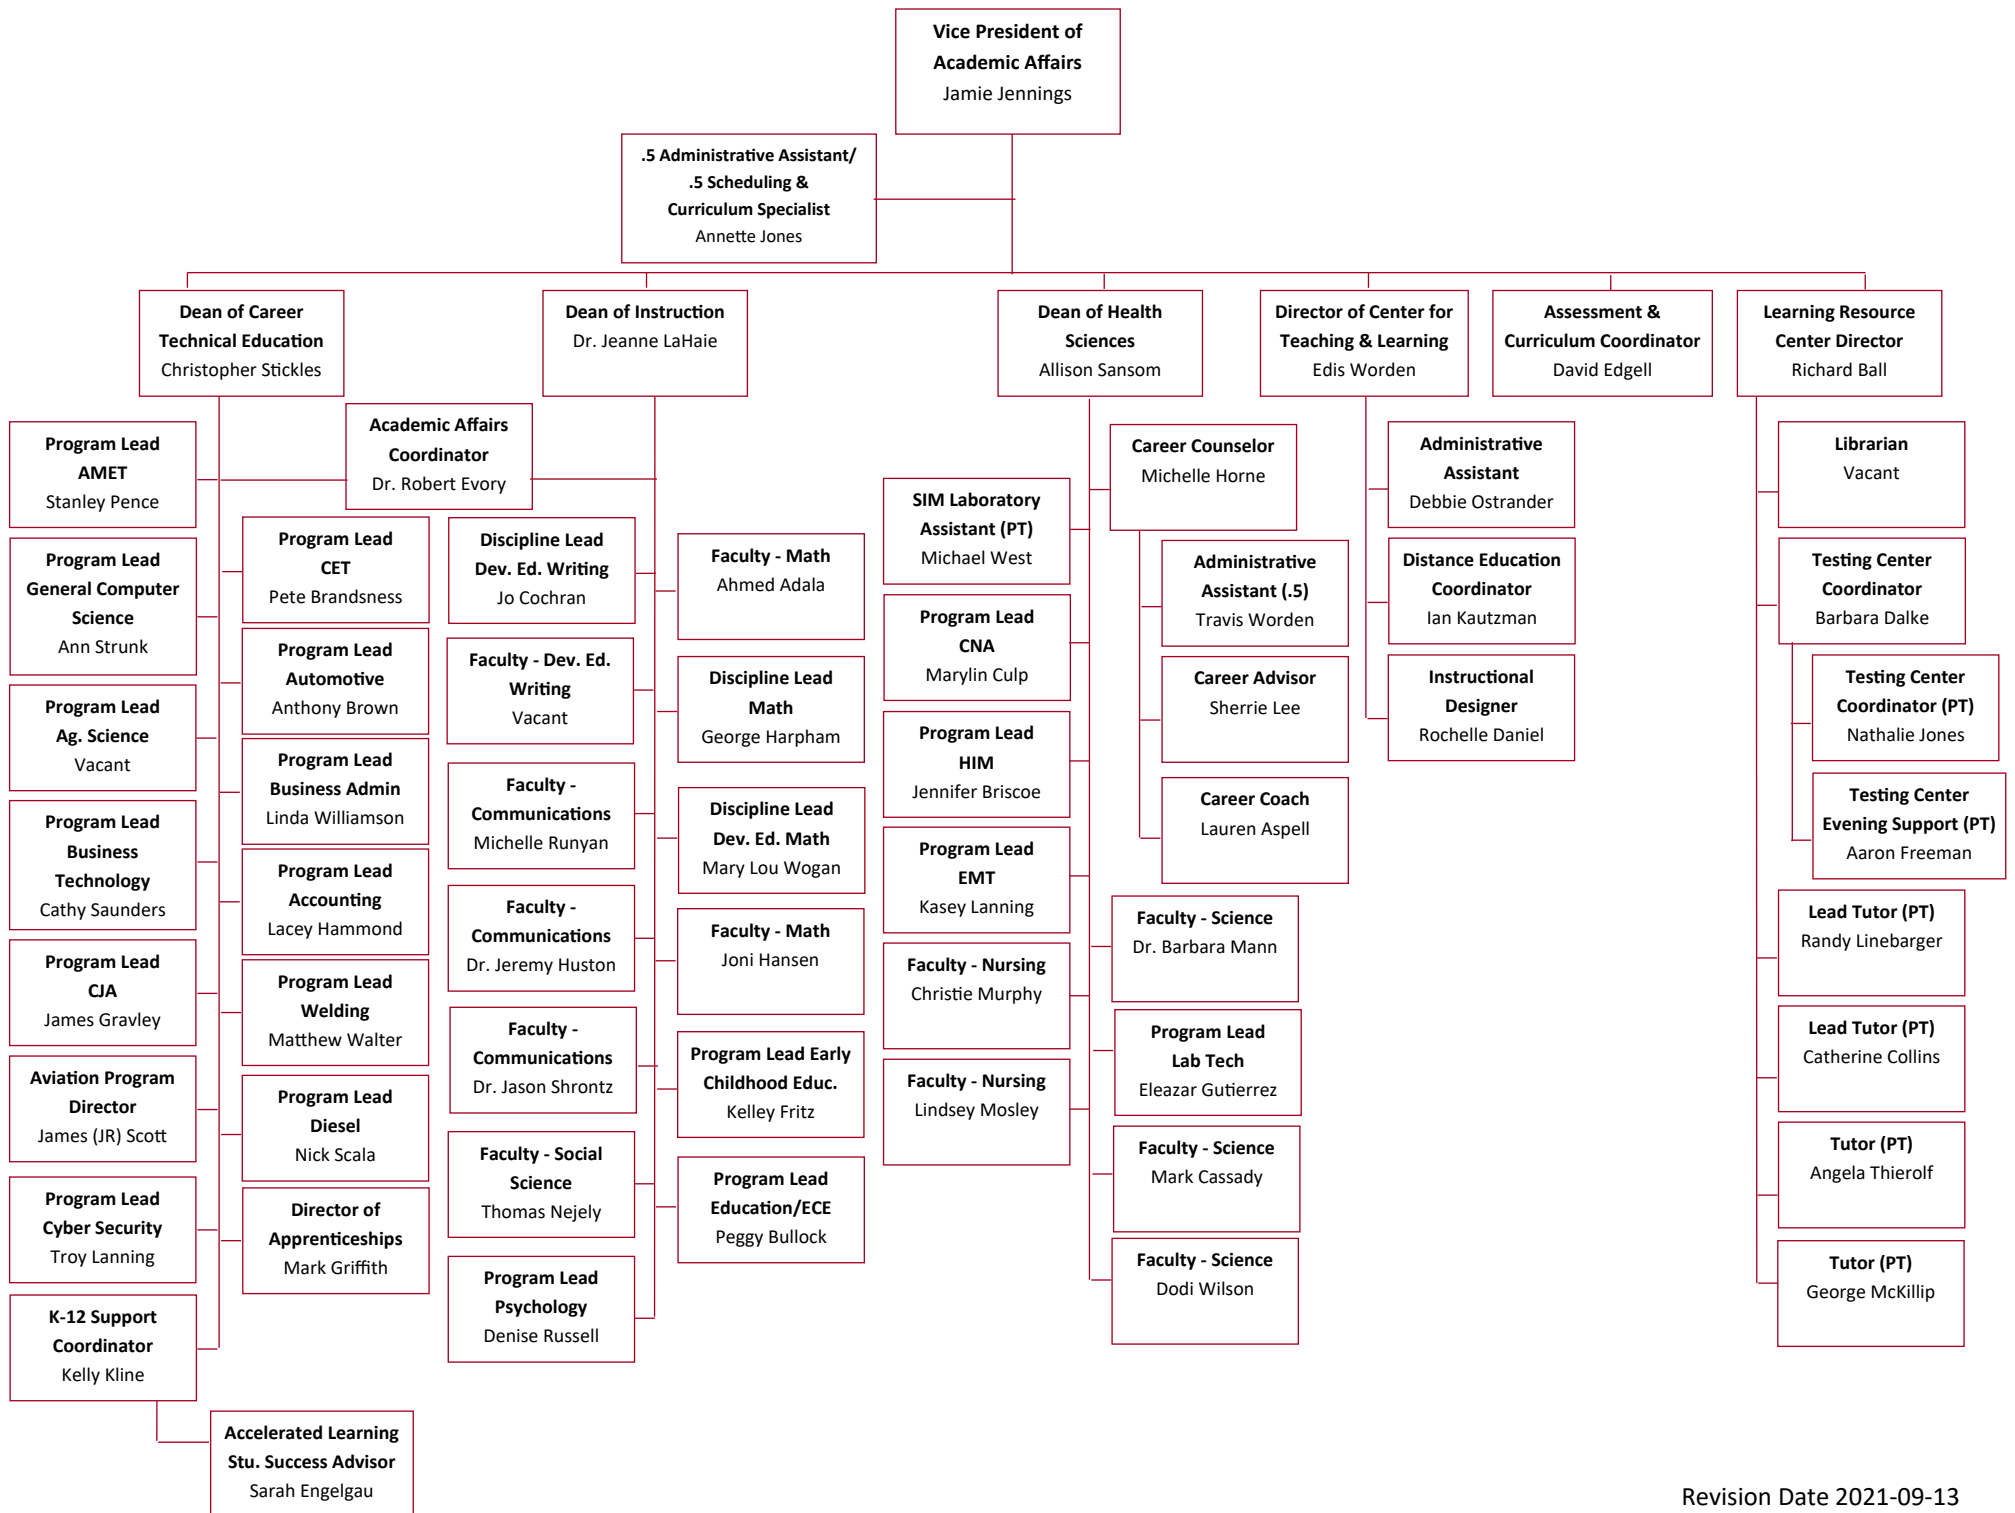 Vice President of
Academic Affairs
Jamie Jennings
.5 Administrative Assistant/
.5 Scheduling &
Curriculum Specialist
Annette Jones
Dean of Career
Technical Education
Christopher Stickles
Dean of Instruction
Dr. Jeanne LaHaie
Dean of Health
Sciences
Allison Sansom
Director of Center for
Teaching & Learning
Edis Worden
Assessment &
Curriculum Coordinator
David Edgell
Learning Resource
Center Director
Richard Ball
Academic Affairs
Coordinator
Dr. Robert Evory
Program Lead
AMET
Stanley Pence
Program Lead
General Computer
Science
Ann Strunk
Program Lead
Ag. Science
Vacant
Program Lead
Business
Technology
Cathy Saunders
Program Lead
CJA
James Gravley
Aviation Program
Director
James (JR) Scott
Program Lead
Cyber Security
Troy Lanning
K-12 Support
Coordinator
Kelly Kline
Accelerated Learning
Stu. Success Advisor
Sarah Engelgau
Program Lead
CET
Pete Brandsness
Program Lead
Automotive
Anthony Brown
Program Lead
Business Admin
Linda Williamson
Program Lead
Accounting
Lacey Hammond
Program Lead
Welding
Matthew Walter
Program Lead
Diesel
Nick Scala
Director of
Apprenticeships
Mark Griffith
Discipline Lead
Dev. Ed. Writing
Jo Cochran
Faculty - Dev. Ed.
Writing
Vacant
Faculty -
Communications
Michelle Runyan
Faculty -
Communications
Dr. Jeremy Huston
Faculty -
Communications
Dr. Jason Shrontz
Faculty - Social
Science
Thomas Nejely
Program Lead
Psychology
Denise Russell
Faculty - Math
Ahmed Adala
Discipline Lead
Math
George Harpham
Discipline Lead
Dev. Ed. Math
Mary Lou Wogan
Faculty - Math
Joni Hansen
Program Lead Early
Childhood Educ.
Kelley Fritz
Program Lead
Education/ECE
Peggy Bullock
SIM Laboratory
Assistant (PT)
Michael West
Program Lead
CNA
Marylin Culp
Program Lead
HIM
Jennifer Briscoe
Program Lead
EMT
Kasey Lanning
Faculty - Nursing
Christie Murphy
Faculty - Nursing
Lindsey Mosley
Career Counselor
Michelle Horne
Administrative
Assistant (.5)
Travis Worden
Career Advisor
Sherrie Lee
Career Coach
Lauren Aspell
Faculty - Science
Dr. Barbara Mann
Program Lead
Lab Tech
Eleazar Gutierrez
Faculty - Science
Mark Cassady
Faculty - Science
Dodi Wilson
Administrative
Assistant
Debbie Ostrander
Distance Education
Coordinator
Ian Kautzman
Instructional
Designer
Rochelle Daniel
Librarian
Vacant
Testing Center
Coordinator
Barbara Dalke
Testing Center
Coordinator (PT)
Nathalie Jones
Testing Center
Evening Support (PT)
Aaron Freeman
Lead Tutor (PT)
Randy Linebarger
Lead Tutor (PT)
Catherine Collins
Tutor (PT)
Angela Thierolf
Tutor (PT)
George McKillip
Revision Date 2021-09-13